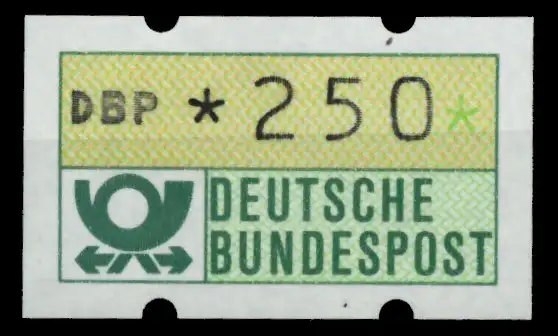 DBP *250*
DEUTSCHE
BUNDESPOST